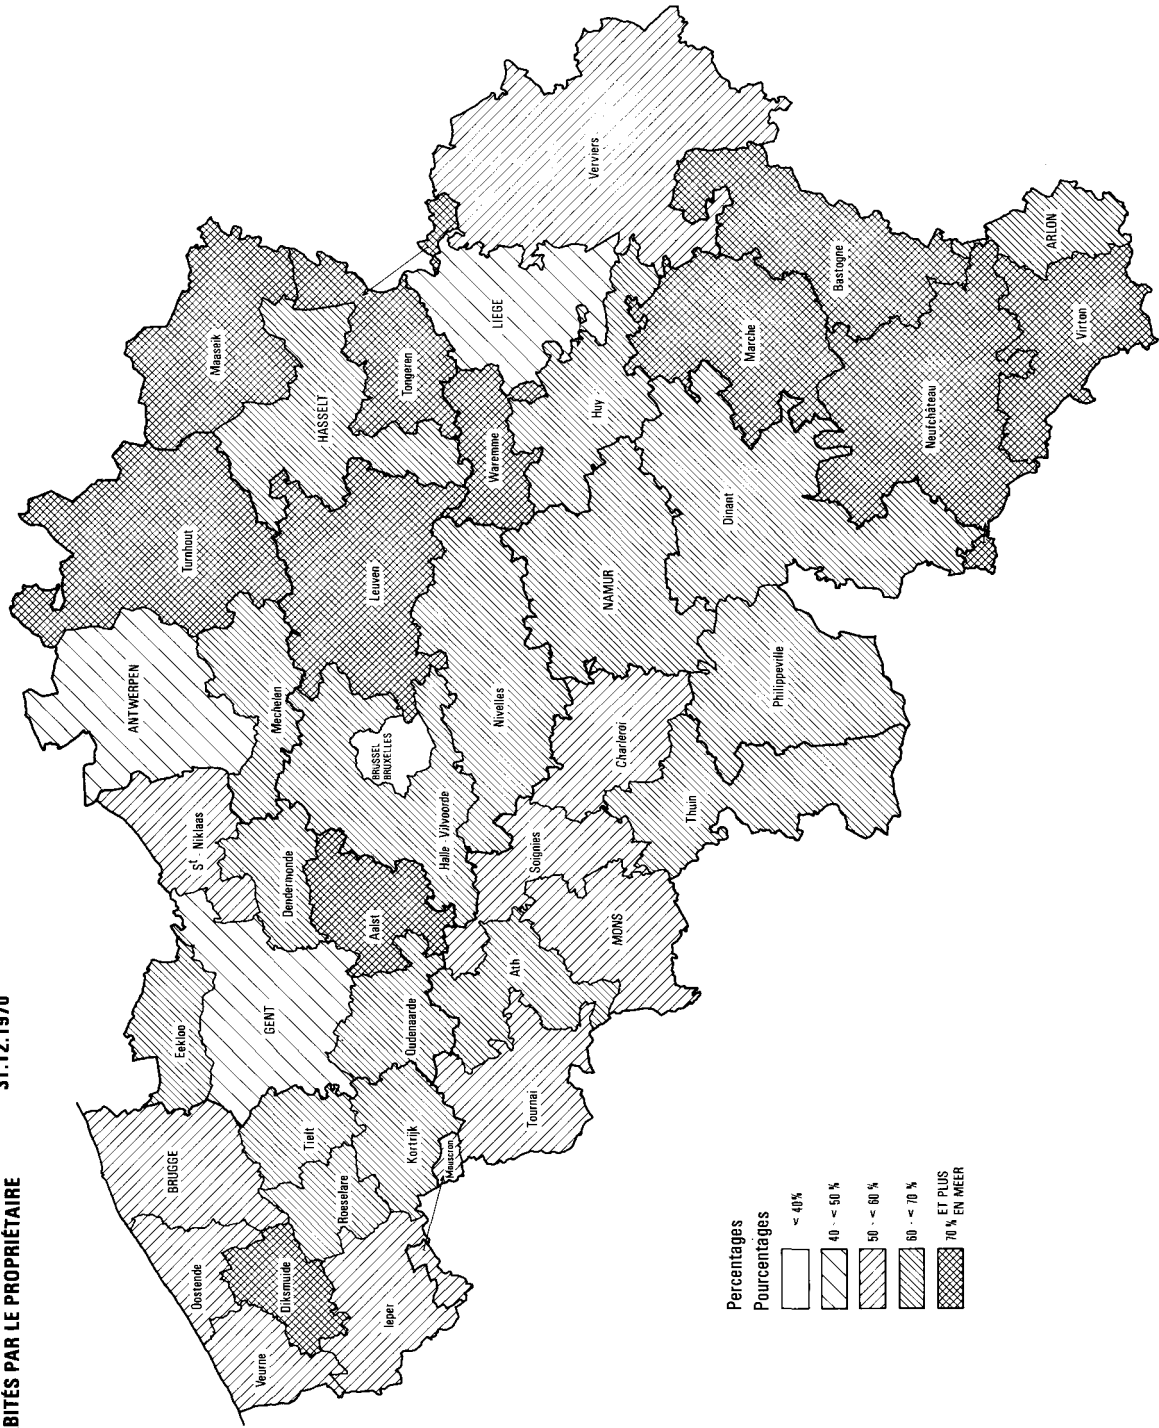 BITÉS PAR LE PROPRIÉTAIRE
31.12.1970
Oostende
BRUGGE
Eekloo
Veurne
Diksmuide
Ieper
Roeselare
Tielt
Kortrijk
Mouscron
GENT
Oudenaarde
Tournai
Ath
St. Niklaas
Dendermonde
Aalst
Halle - Vilvoorde
Soignies
MONS
ANTWERPEN
Mechelen
BRUSSEL
BRUXELLES
Nivelles
Charleroi
Thuin
Philippeville
Turnhout
Leuven
NAMUR
Dinant
Maaseik
HASSELT
Tongeren
Waremme
Huy
LIEGE
Marche
Neufchâteau
Verviers
Bastogne
Virton
ARLON
Percentages
Pourcentages
< 40%
40 - < 50 %
50 - < 60 %
60 - < 70 %
70 % ET PLUS
EN MEER